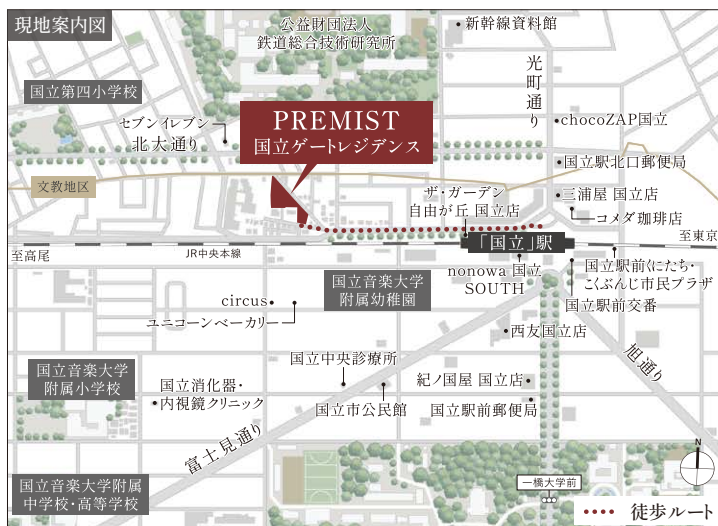 現地案内図
公益財団法人
鉄道総合技術研究所
新幹線資料館
光町通り
国立第四小学校
セブンイレブン
北大通り
PREMIST
国立ゲートレジデンス
chocoZAP国立
国立駅北口郵便局
文教地区
ザ・ガーデン
自由が丘 国立店
三浦屋 国立店
コメダ珈琲店
「国立」駅
至東京
至高尾
JR中央本線
国立音楽大学
附属幼稚園
nonowa 国立
SOUTH
国立駅前くにたち・
こくぶんじ市民プラザ
国立駅前交番
circus
ユニコーンベーカリー
西友国立店
旭通り
国立音楽大学
附属小学校
国立消化器・
内視鏡クリニック
国立中央診療所
国立市公民館
紀ノ国屋 国立店
国立駅前郵便局
富士見通り
国立音楽大学附属
中学校・高等学校
一橋大学前
N
徒歩ルート